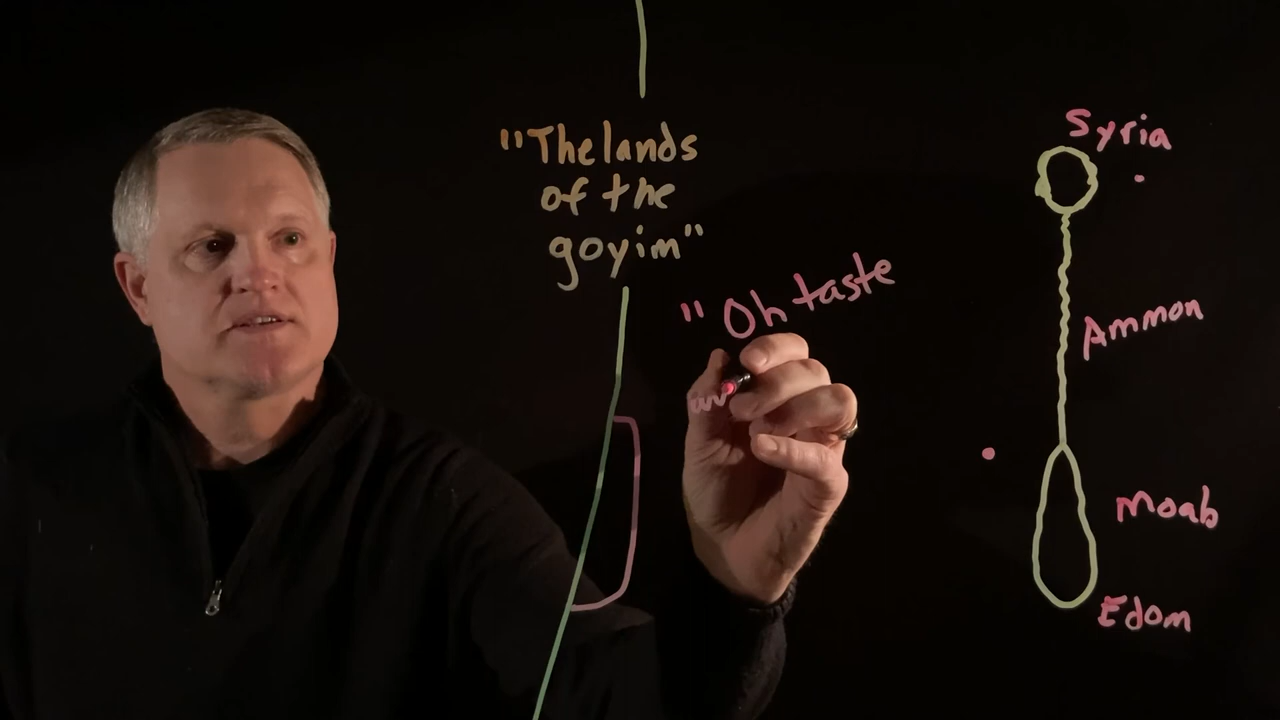 "The lands
of the
goyim"
"Oh taste
Syria
Ammon
Moab
Edom